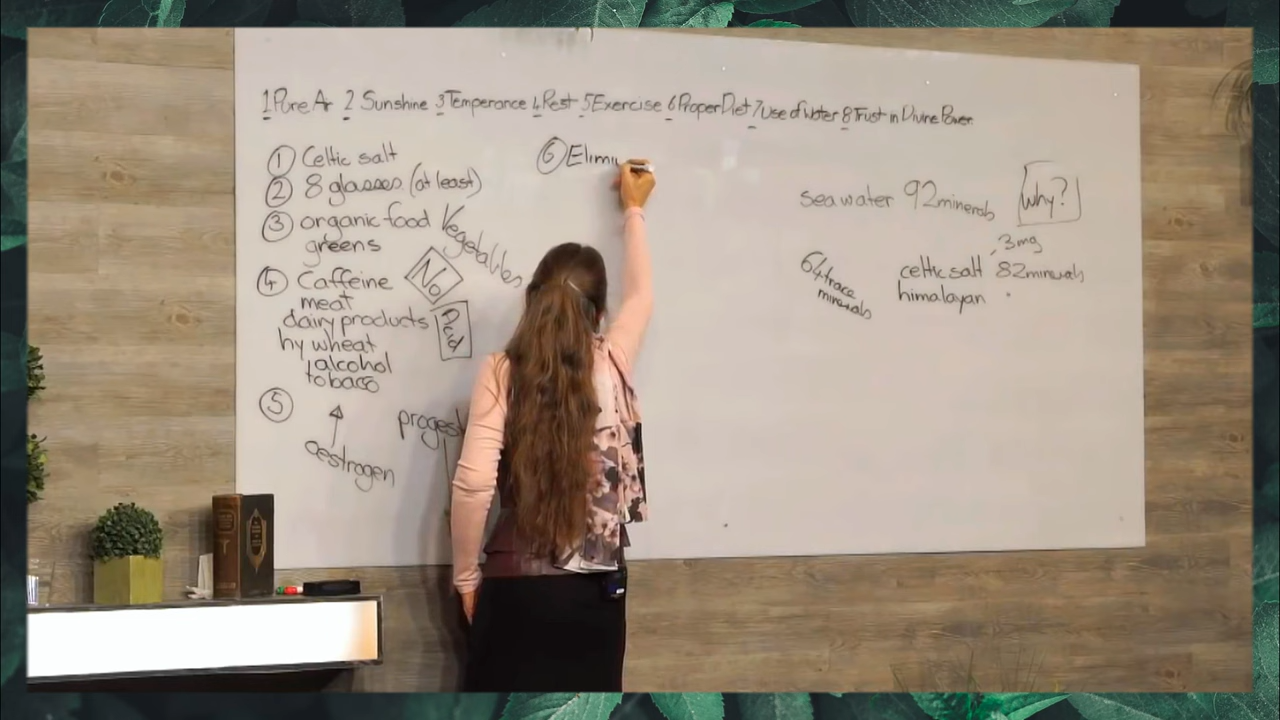 1 Pure Air 2 Sunshine 3 Temperance 4 Rest 5 Exercise 6 Proper Diet 7 use of Water 8 Trust in Divine Power
① Celtic salt
② 8 glasses (at least)
③ organic food Vegetables
greens
④ Caffeine No
meat
dairy products Acid
hy wheat
alcohol
tobacco
⑤
oestrogen
progest
⑥ Elimi
sea water 92 minerals why?
3mg
celtic salt 82 minerals
himalayan
64 trace
minerals